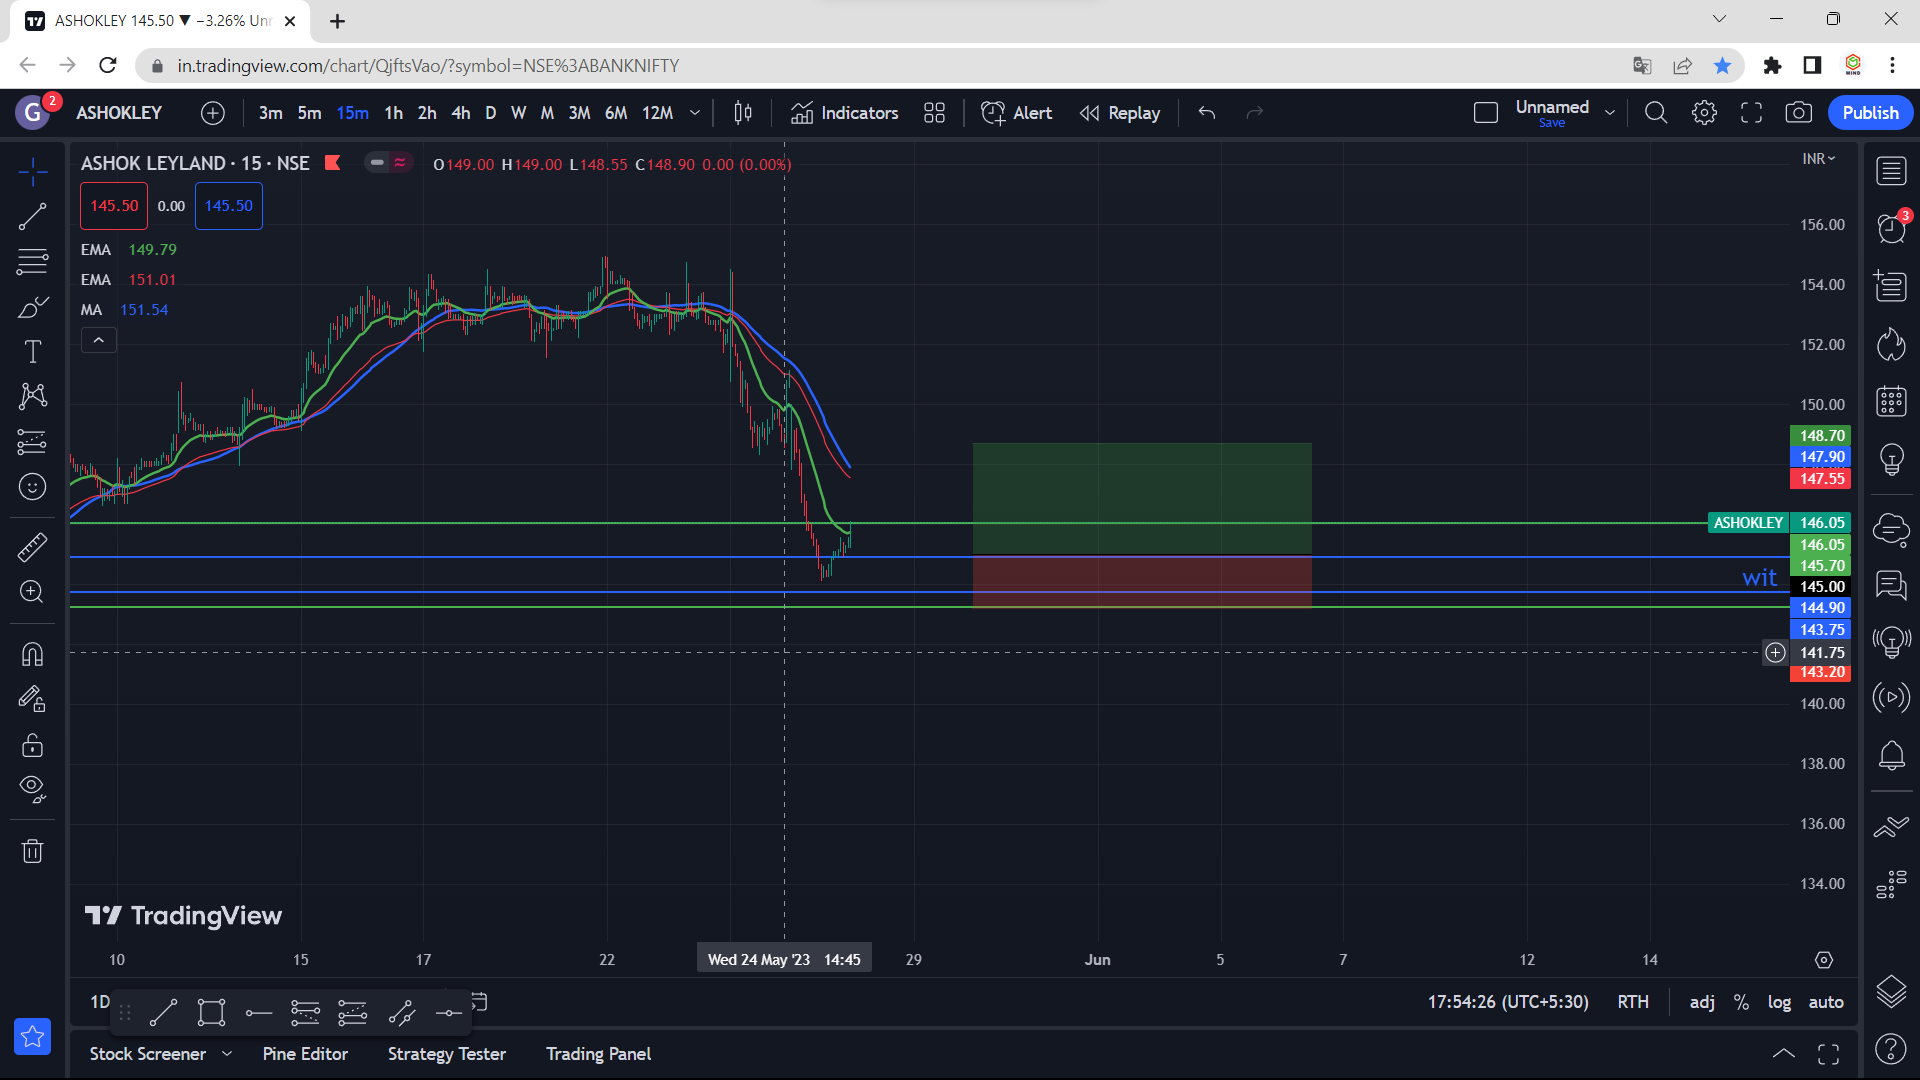 ASHOKLEY 145.50 ▼ −3.26% Unn
in.tradingview.com/chart/QjftsVao/?symbol=NSE%3ABANKNIFTY
G 2 ASHOKLEY 3m 5m 15m 1h 2h 4h D W M 3M 6M 12M Indicators Alert Replay Unnamed Save Publish
ASHOK LEYLAND · 15 · NSE O149.00 H149.00 L148.55 C148.90 0.00 (0.00%) INR
145.50 0.00 145.50
3
156.00
EMA 149.79
EMA 151.01
154.00
MA 151.54
152.00
150.00
148.70
147.90
147.55
ASHOKLEY 146.05
146.05
145.70
wit
145.00
144.90
143.75
141.75
143.20
140.00
138.00
136.00
134.00
TradingView
10 15 17 22 Wed 24 May '23 14:45 29 Jun 5 7 12 14
1D 17:54:26 (UTC+5:30) RTH adj % log auto
Stock Screener Pine Editor Strategy Tester Trading Panel